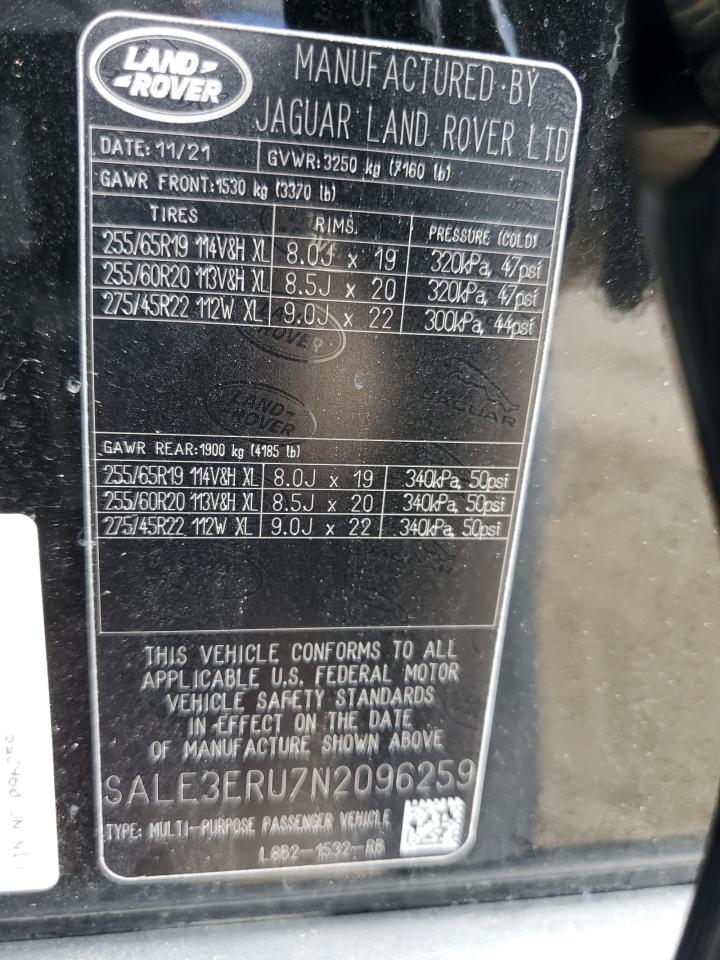 LAND ROVER
MANUFACTURED BY
JAGUAR LAND ROVER LTD
DATE: 11/21 GVWR: 3250 kg (7160 lb)
GAWR FRONT: 1530 kg (3370 lb)
TIRES RIMS PRESSURE (COLD)
255/65R19 114V&H XL 8.0J x 19 320kPa, 47psi
255/60R20 113V&H XL 8.5J x 20 320kPa, 47psi
275/45R22 112W XL 9.0J x 22 300kPa, 44psi
ROVER
LAND ROVER
JAGUAR
GAWR REAR: 1900 kg (4185 lb)
255/65R19 114V&H XL 8.0J x 19 340kPa, 50psi
255/60R20 113V&H XL 8.5J x 20 340kPa, 50psi
275/45R22 112W XL 9.0J x 22 340kPa, 50psi
THIS VEHICLE CONFORMS TO ALL
APPLICABLE U.S. FEDERAL MOTOR
VEHICLE SAFETY STANDARDS
IN EFFECT ON THE DATE
OF MANUFACTURE SHOWN ABOVE
SALE3ERU7N2096259
TYPE: MULTI-PURPOSE PASSENGER VEHICLE
L8B2-1532-RB